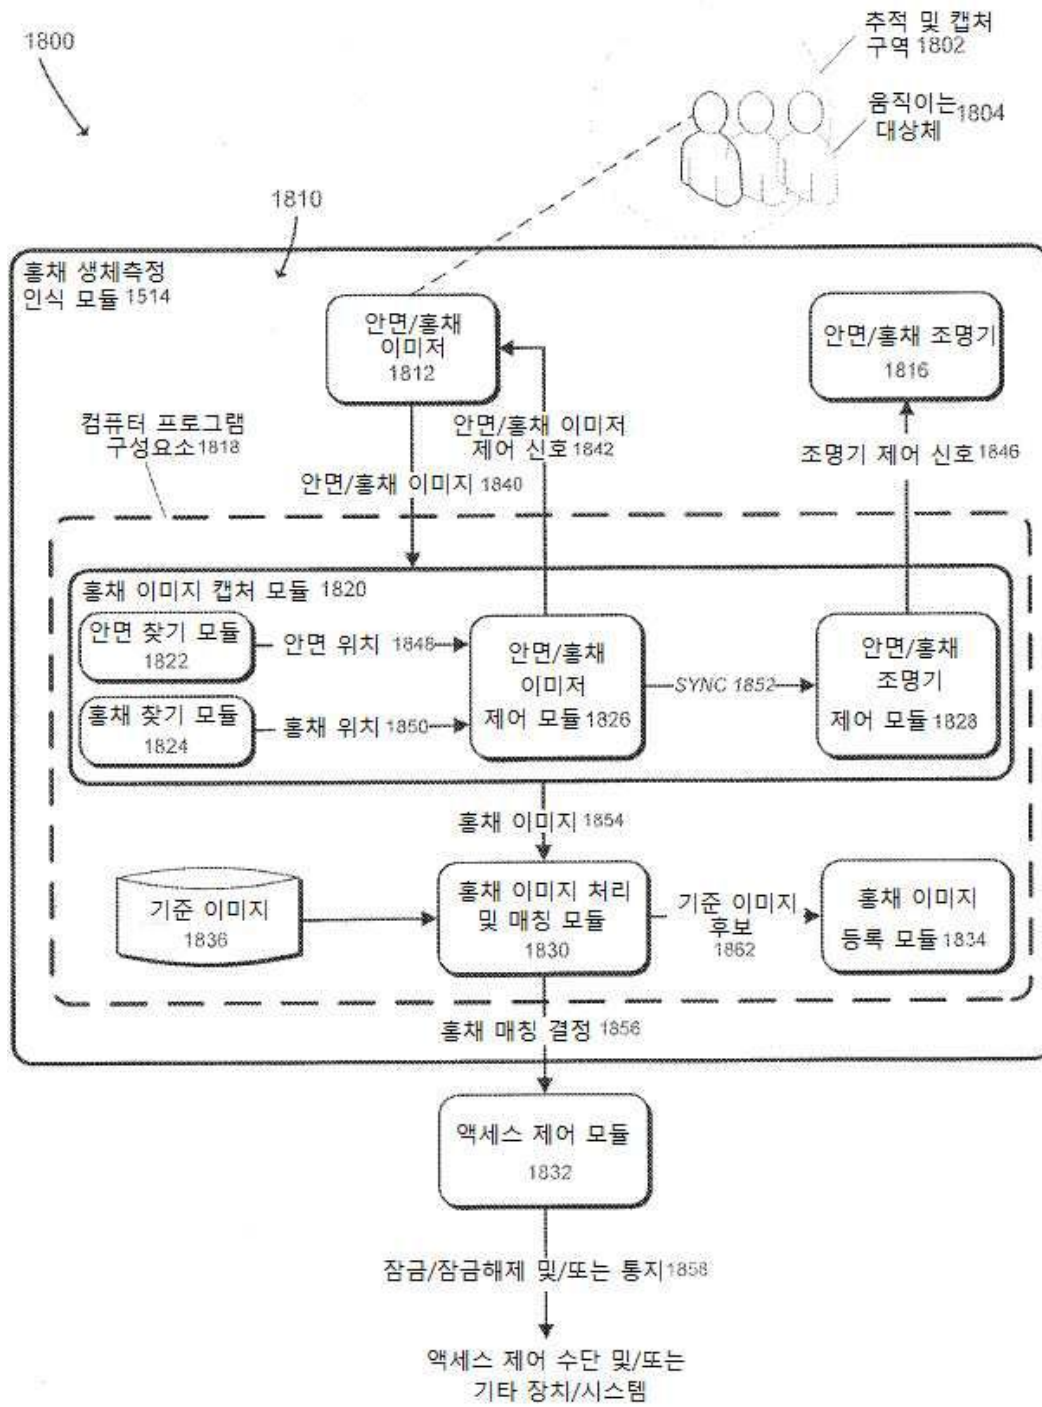 1800
추적 및 캡처
구역 1802
움직이는 1804
대상체
1810
홍채 생체측정
인식 모듈 1514
안면/홍채
이미저
1812
안면/홍채 조명기
1816
컴퓨터 프로그램
구성요소 1818
안면/홍채 이미저
제어 신호 1842
조명기 제어 신호 1846
안면/홍채 이미지 1840
홍채 이미지 캡처 모듈 1820
안면 찾기 모듈
1822
안면 위치 1848
홍채 찾기 모듈
1824
홍채 위치 1850
안면/홍채
이미저
제어 모듈 1826
SYNC 1852
안면/홍채
조명기
제어 모듈 1828
홍채 이미지 1854
기준 이미지
1836
홍채 이미지 처리
및 매칭 모듈
1830
기준 이미지
후보
1862
홍채 이미지
등록 모듈 1834
홍채 매칭 결정 1856
액세스 제어 모듈
1832
잠금/잠금해제 및/또는 통지 1858
액세스 제어 수단 및/또는
기타 장치/시스템